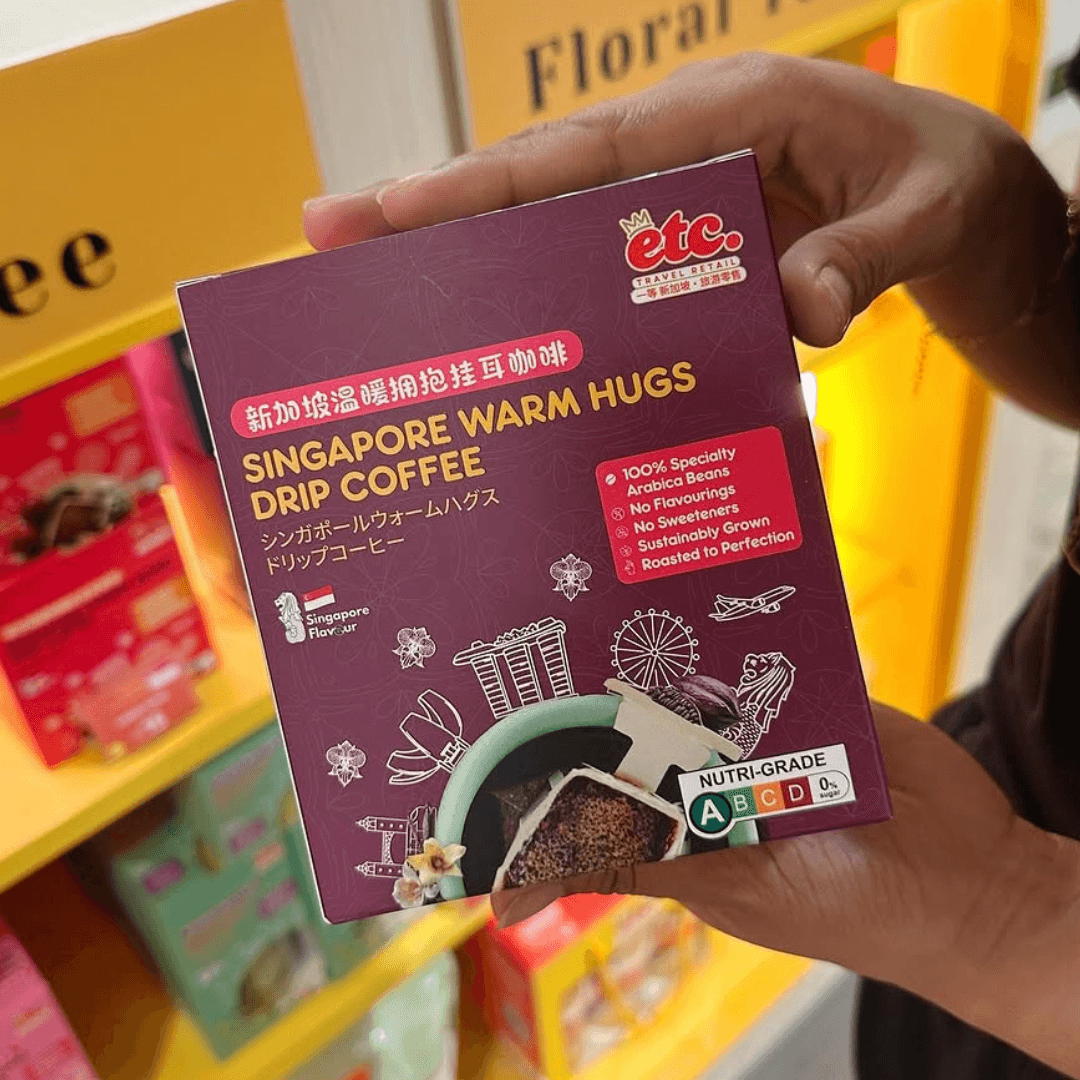 Floral
ee
etc.
TRAVEL RETAIL
一等 新加坡・旅游零售
新加坡温暖拥抱挂耳咖啡
SINGAPORE WARM HUGS
DRIP COFFEE
シンガポールウォームハグス
ドリップコーヒー
100% Specialty
Arabica Beans
No Flavourings
No Sweeteners
Sustainably Grown
Roasted to Perfection
Singapore
Flavour
NUTRI-GRADE
A B C D 0%
sugar